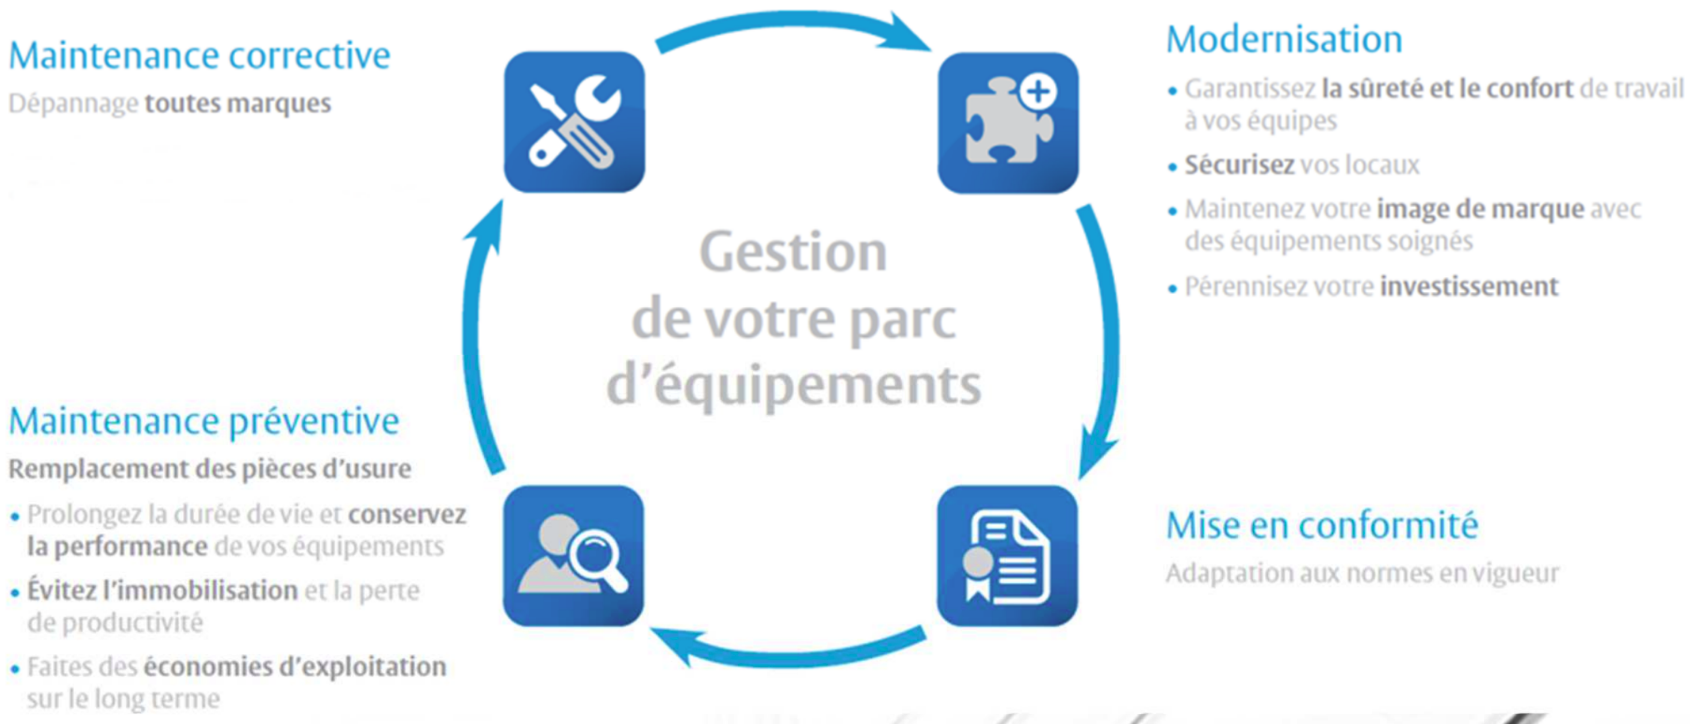 Maintenance corrective
Dépannage toutes marques
Modernisation
• Garantissez la sûreté et le confort de travail
à vos équipes
• Sécurisez vos locaux
• Maintenez votre image de marque avec
des équipements soignés
• Pérennisez votre investissement
Gestion
de votre parc
d'équipements
Maintenance préventive
Remplacement des pièces d'usure
• Prolongez la durée de vie et conservez
la performance de vos équipements
• Évitez l'immobilisation et la perte
de productivité
• Faites des économies d'exploitation
sur le long terme
Mise en conformité
Adaptation aux normes en vigueur